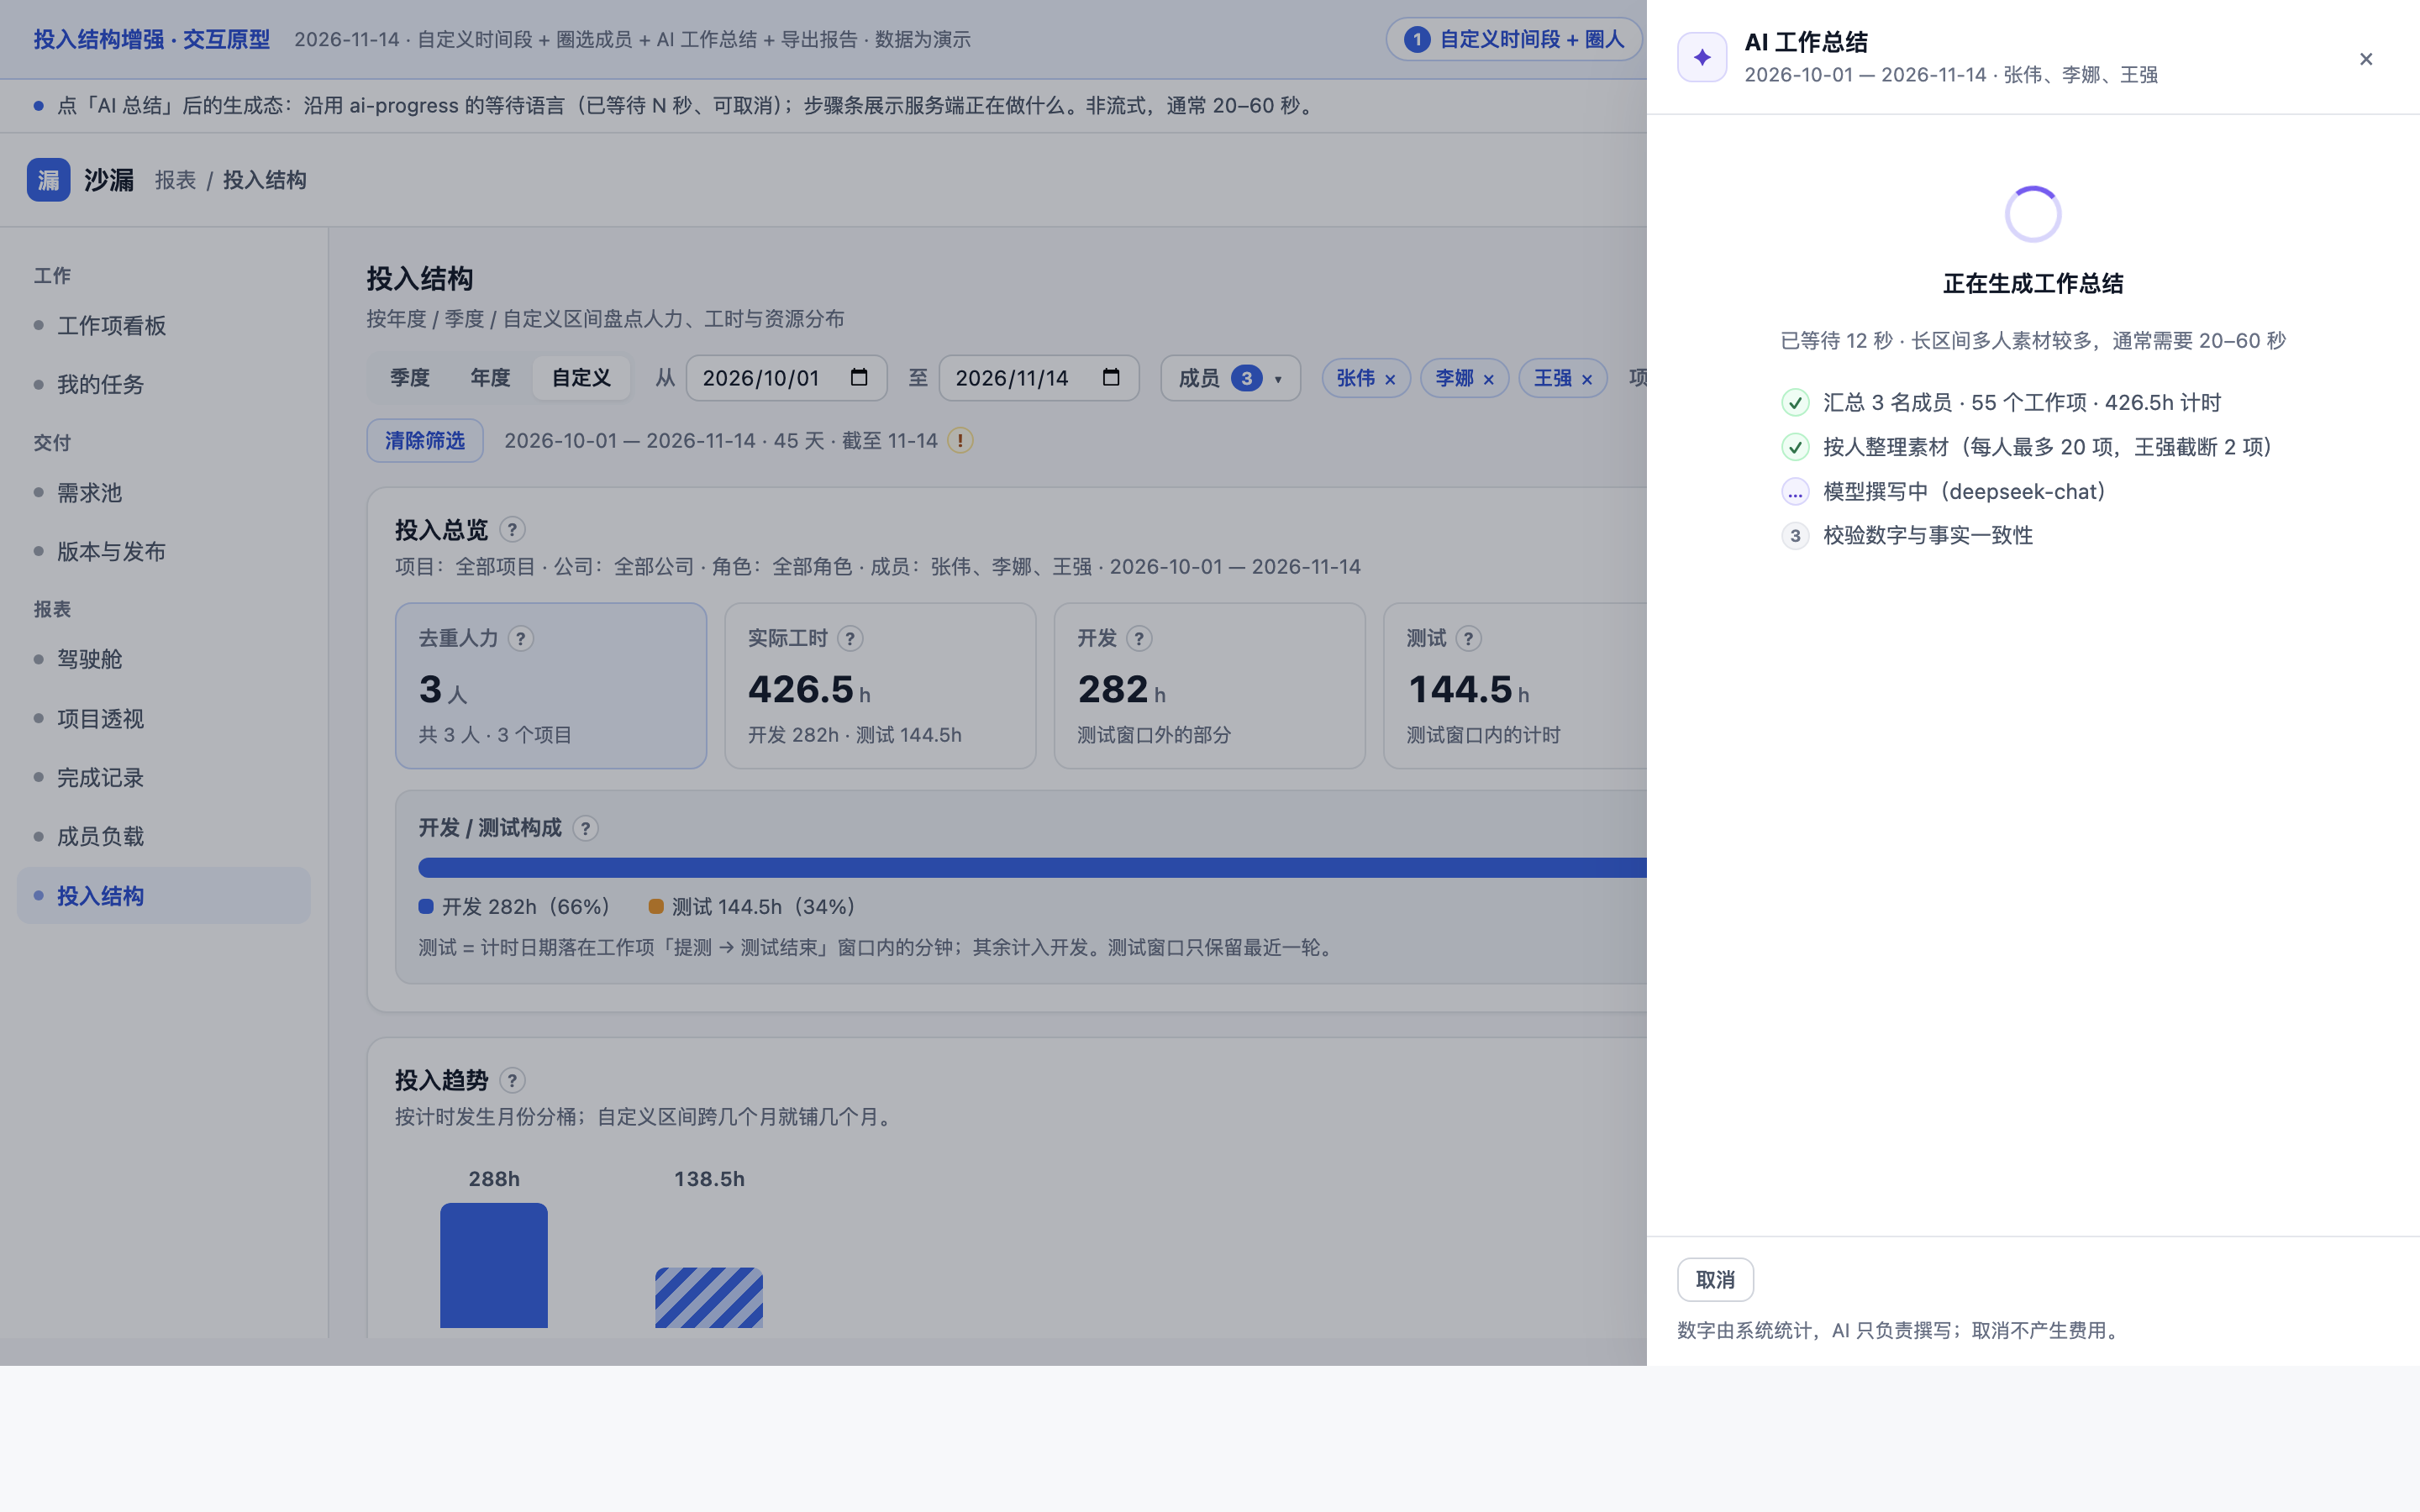 投入结构增强 · 交互原型 2026-11-14 · 自定义时间段 + 圈选成员 + AI 工作总结 + 导出报告 · 数据为演示
1 自定义时间段 + 圈人
点「AI 总结」后的生成态：沿用 ai-progress 的等待语言（已等待 N 秒、可取消）；步骤条展示服务端正在做什么。非流式，通常 20–60 秒。
漏 沙漏 报表 / 投入结构
工作
工作项看板
我的任务
交付
需求池
版本与发布
报表
驾驶舱
项目透视
完成记录
成员负载
投入结构
投入结构
按年度 / 季度 / 自定义区间盘点人力、工时与资源分布
季度 年度 自定义 从 2026/10/01 至 2026/11/14 成员 3 ▾ 张伟 × 李娜 × 王强 × 项
清除筛选 2026-10-01 — 2026-11-14 · 45 天 · 截至 11-14 !
投入总览 ?
项目：全部项目 · 公司：全部公司 · 角色：全部角色 · 成员：张伟、李娜、王强 · 2026-10-01 — 2026-11-14
去重人力 ?
3 人
共 3 人 · 3 个项目
实际工时 ?
426.5 h
开发 282h · 测试 144.5h
开发 ?
282 h
测试窗口外的部分
测试 ?
144.5 h
测试窗口内的计时
开发 / 测试构成 ?
开发 282h（66%） 测试 144.5h（34%）
测试 = 计时日期落在工作项「提测 → 测试结束」窗口内的分钟；其余计入开发。测试窗口只保留最近一轮。
投入趋势 ?
按计时发生月份分桶；自定义区间跨几个月就铺几个月。
288h 138.5h
AI 工作总结 ×
2026-10-01 — 2026-11-14 · 张伟、李娜、王强
正在生成工作总结
已等待 12 秒 · 长区间多人素材较多，通常需要 20–60 秒
✓ 汇总 3 名成员 · 55 个工作项 · 426.5h 计时
✓ 按人整理素材（每人最多 20 项，王强截断 2 项）
… 模型撰写中（deepseek-chat）
3 校验数字与事实一致性
取消
数字由系统统计，AI 只负责撰写；取消不产生费用。